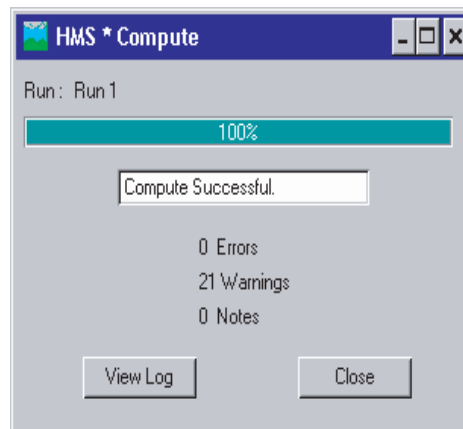 HMS * Compute
Run : Run 1
100%
Compute Successful.
0 Errors
21 Warnings
0 Notes
View Log Close